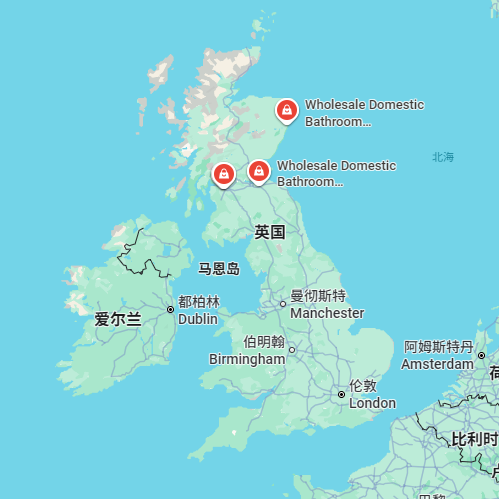 Wholesale Domestic
Bathroom...
北海
Wholesale Domestic
Bathroom...
英国
马恩岛
曼彻斯特
Manchester
都柏林
Dublin
爱尔兰
伯明翰
Birmingham
阿姆斯特丹
Amsterdam
伦敦
London
比利时